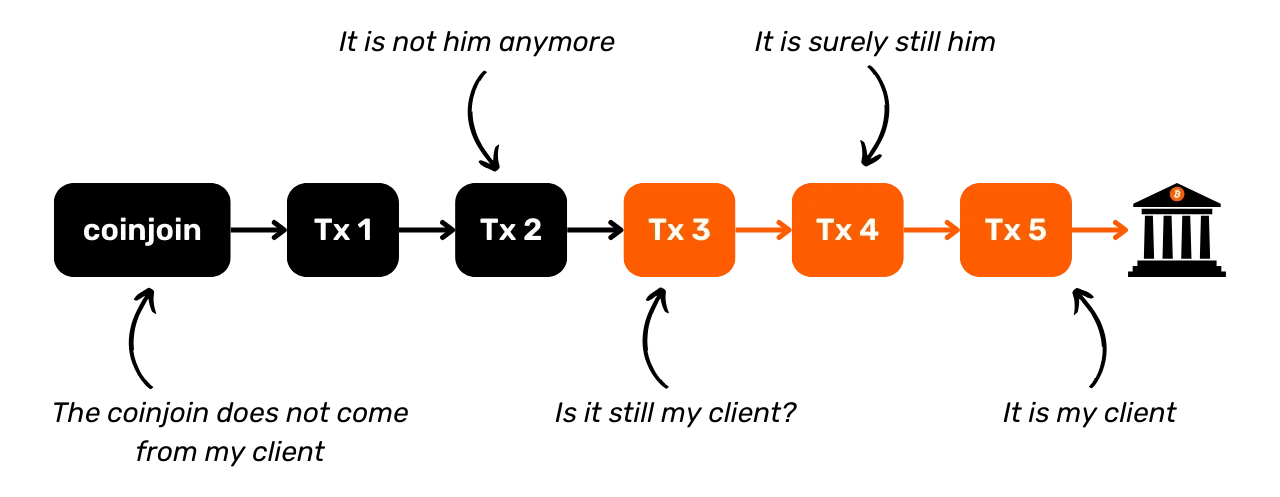 It is not him anymore
It is surely still him
coinjoin
Tx 1
Tx 2
Tx 3
Tx 4
Tx 5
₿
The coinjoin does not come
from my client
Is it still my client?
It is my client